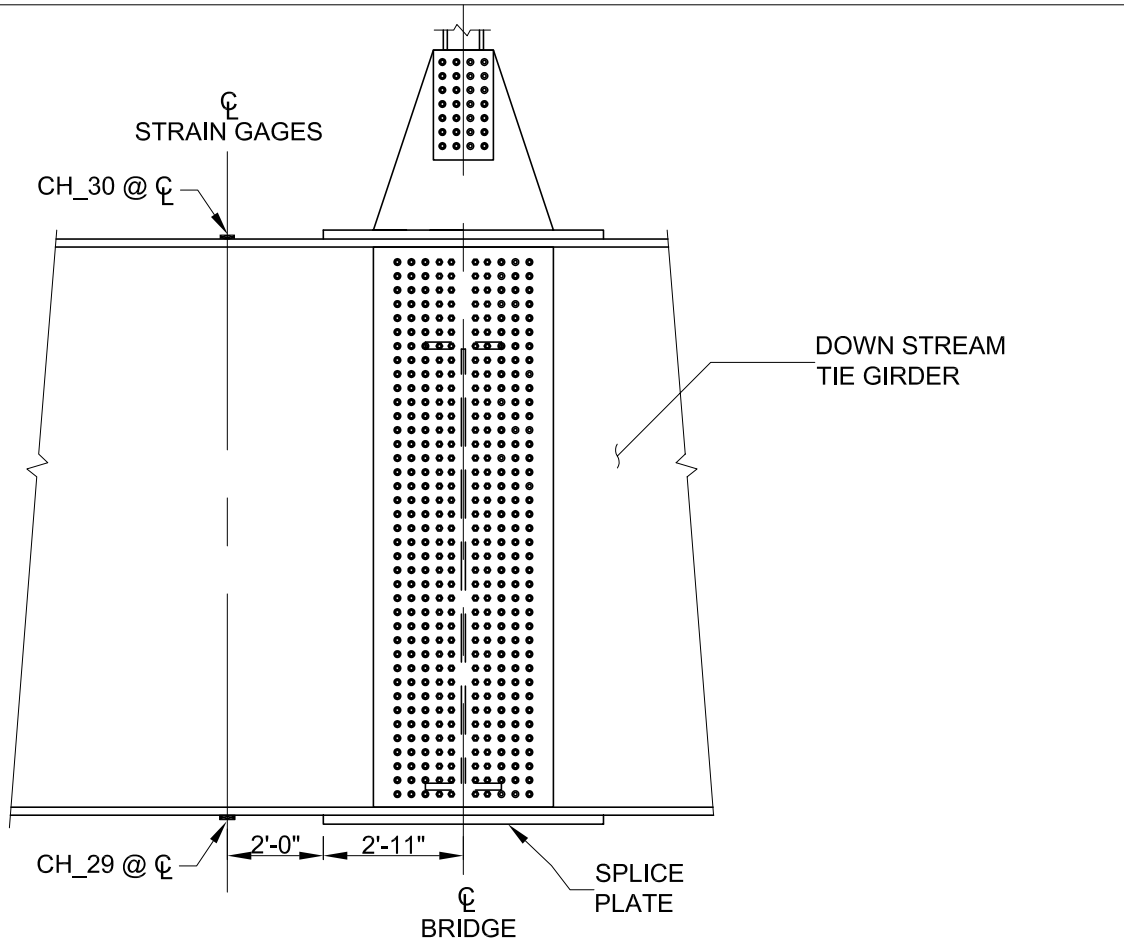 ℄
STRAIN GAGES
CH_30 @ ℄
DOWN STREAM
TIE GIRDER
2'-0"
2'-11"
CH_29 @ ℄
SPLICE
PLATE
℄
BRIDGE